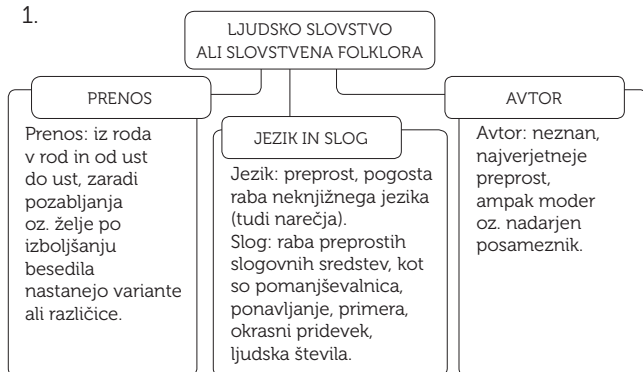 1.
LJUDSKO SLOVSTVO
ALI SLOVSTVENA FOLKLORA
PRENOS
Prenos: iz roda
v rod in od ust
do ust, zaradi
pozabljanja
oz. želje po
izboljšanju
besedila
nastanejo variante
ali različice.
JEZIK IN SLOG
Jezik: preprost, pogosta
raba neknjižnega jezika
(tudi narečja).
Slog: raba preprostih
slogovnih sredstev, kot
so pomanjševalnica,
ponavljanje, primera,
okrasni pridevek,
ljudska števila.
AVTOR
Avtor: neznan,
najverjetneje
preprost,
ampak moder
oz. nadarjen
posameznik.